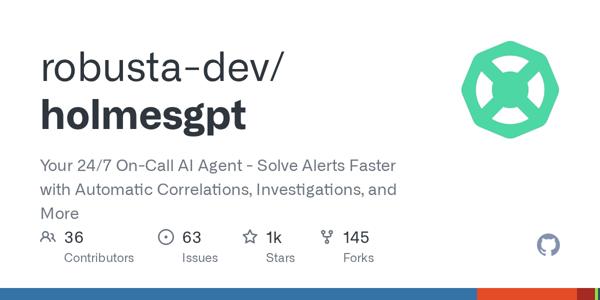 robusta-dev/
holmesgpt
Your 24/7 On-Call AI Agent - Solve Alerts Faster
with Automatic Correlations, Investigations, and
More
36 63 1k 145
Contributors Issues Stars Forks